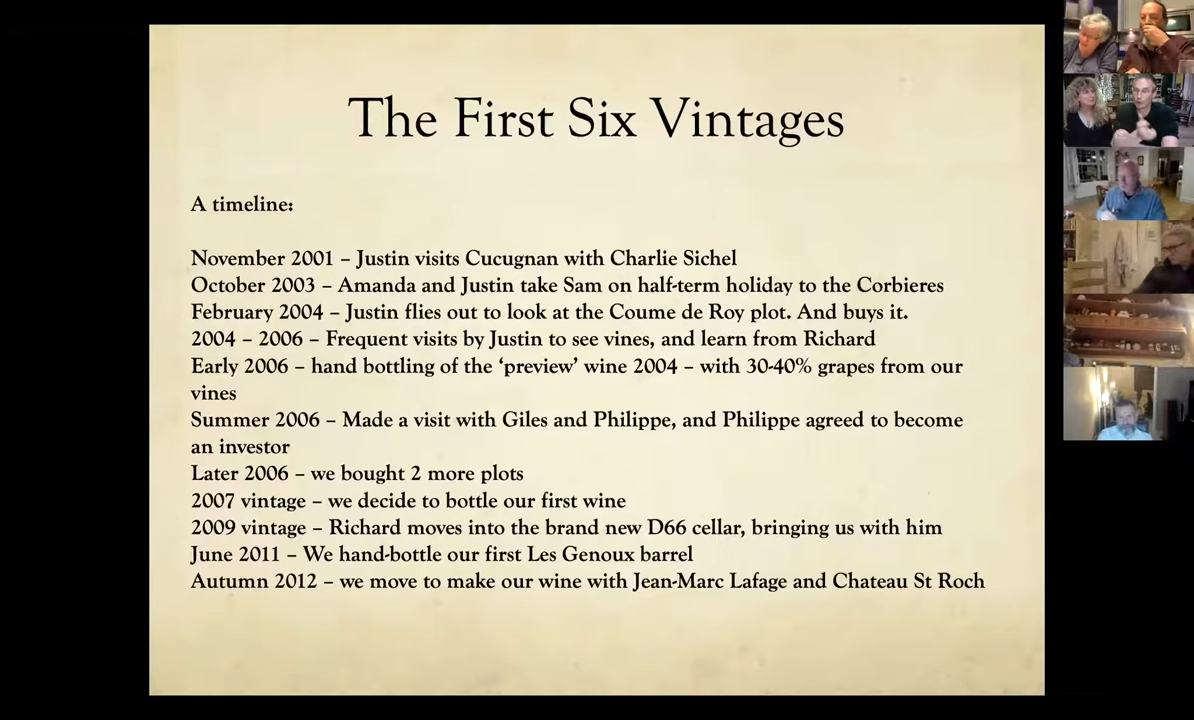 The First Six Vintages
A timeline:
November 2001 – Justin visits Cucugnan with Charlie Sichel
October 2003 – Amanda and Justin take Sam on half-term holiday to the Corbieres
February 2004 – Justin flies out to look at the Coume de Roy plot. And buys it.
2004 – 2006 – Frequent visits by Justin to see vines, and learn from Richard
Early 2006 – hand bottling of the ‘preview’ wine 2004 – with 30-40% grapes from our
vines
Summer 2006 – Made a visit with Giles and Philippe, and Philippe agreed to become
an investor
Later 2006 – we bought 2 more plots
2007 vintage – we decide to bottle our first wine
2009 vintage – Richard moves into the brand new D66 cellar, bringing us with him
June 2011 – We hand-bottle our first Les Genoux barrel
Autumn 2012 – we move to make our wine with Jean-Marc Lafage and Chateau St Roch